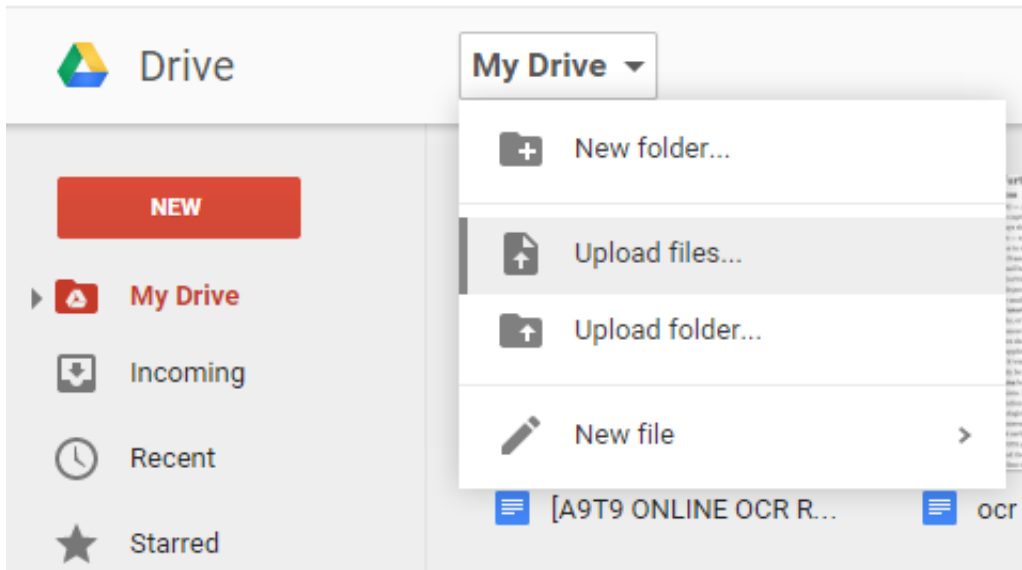 Drive
My Drive
New folder...
NEW
Upload files...
My Drive
Upload folder...
Incoming
New file
Recent
[A9T9 ONLINE OCR R...
ocr
Starred